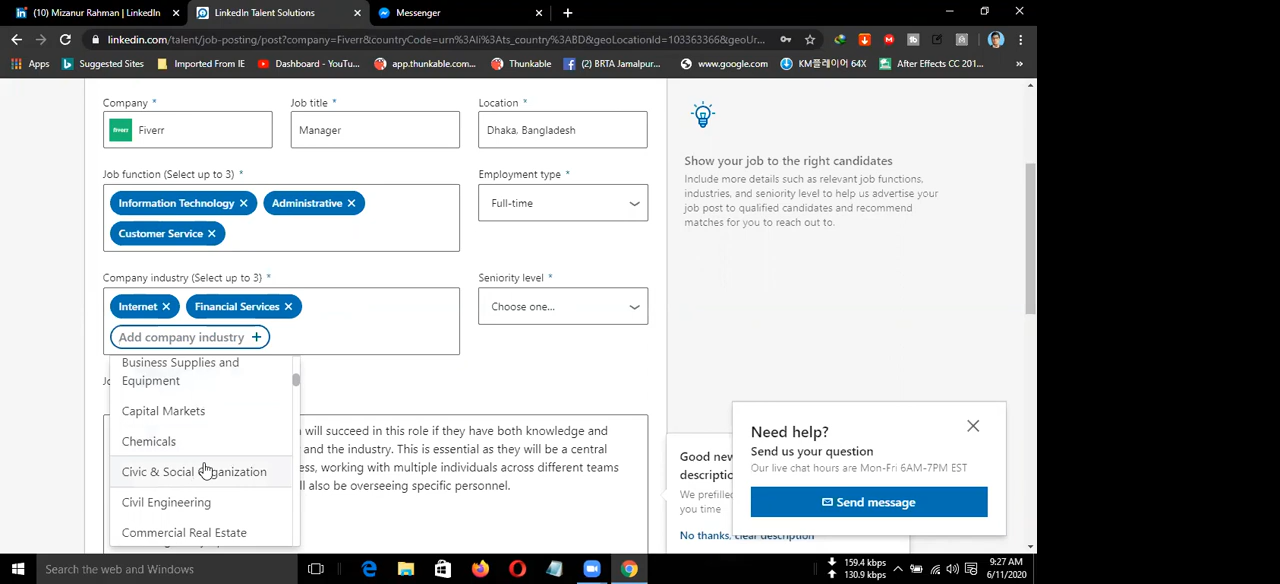 (10) Mizanur Rahman | LinkedIn
LinkedIn Talent Solutions
Messenger
linkedin.com/talent/job-posting/post?company=Fiverr&countryCode=urn%3Ali%3Ats_country%3ABD&geoLocationId=103363366&geoU...
Apps
Suggested Sites
Imported From IE
Dashboard - YouTu...
app.thunkable.com...
Thunkable
(2) BRTA Jamalpur...
www.google.com
KM플레이어 64X
After Effects CC 201...
»
Company *
Job title *
Location *
fiverr
Fiverr
Manager
Dhaka, Bangladesh
Job function (Select up to 3) *
Employment type *
Information Technology
Administrative
Customer Service
Full-time
Company industry (Select up to 3) *
Seniority level *
Internet
Financial Services
Add company industry +
Choose one...
Business Supplies and
Equipment
Capital Markets
Chemicals
Civic & Social Organization
Civil Engineering
Commercial Real Estate
will succeed in this role if they have both knowledge and
and the industry. This is essential as they will be a central
ss, working with multiple individuals across different teams
ll also be overseeing specific personnel.
Show your job to the right candidates
Include more details such as relevant job functions,
industries, and seniority level to help us advertise your
job post to qualified candidates and recommend
matches for you to reach out to.
Good new
descriptio
We prefilled
you time
No thanks, clear description
Need help?
Send us your question
Our live chat hours are Mon-Fri 6AM-7PM EST
Send message
Search the web and Windows
159.4 kbps
130.9 kbps
9:27 AM
6/11/2020